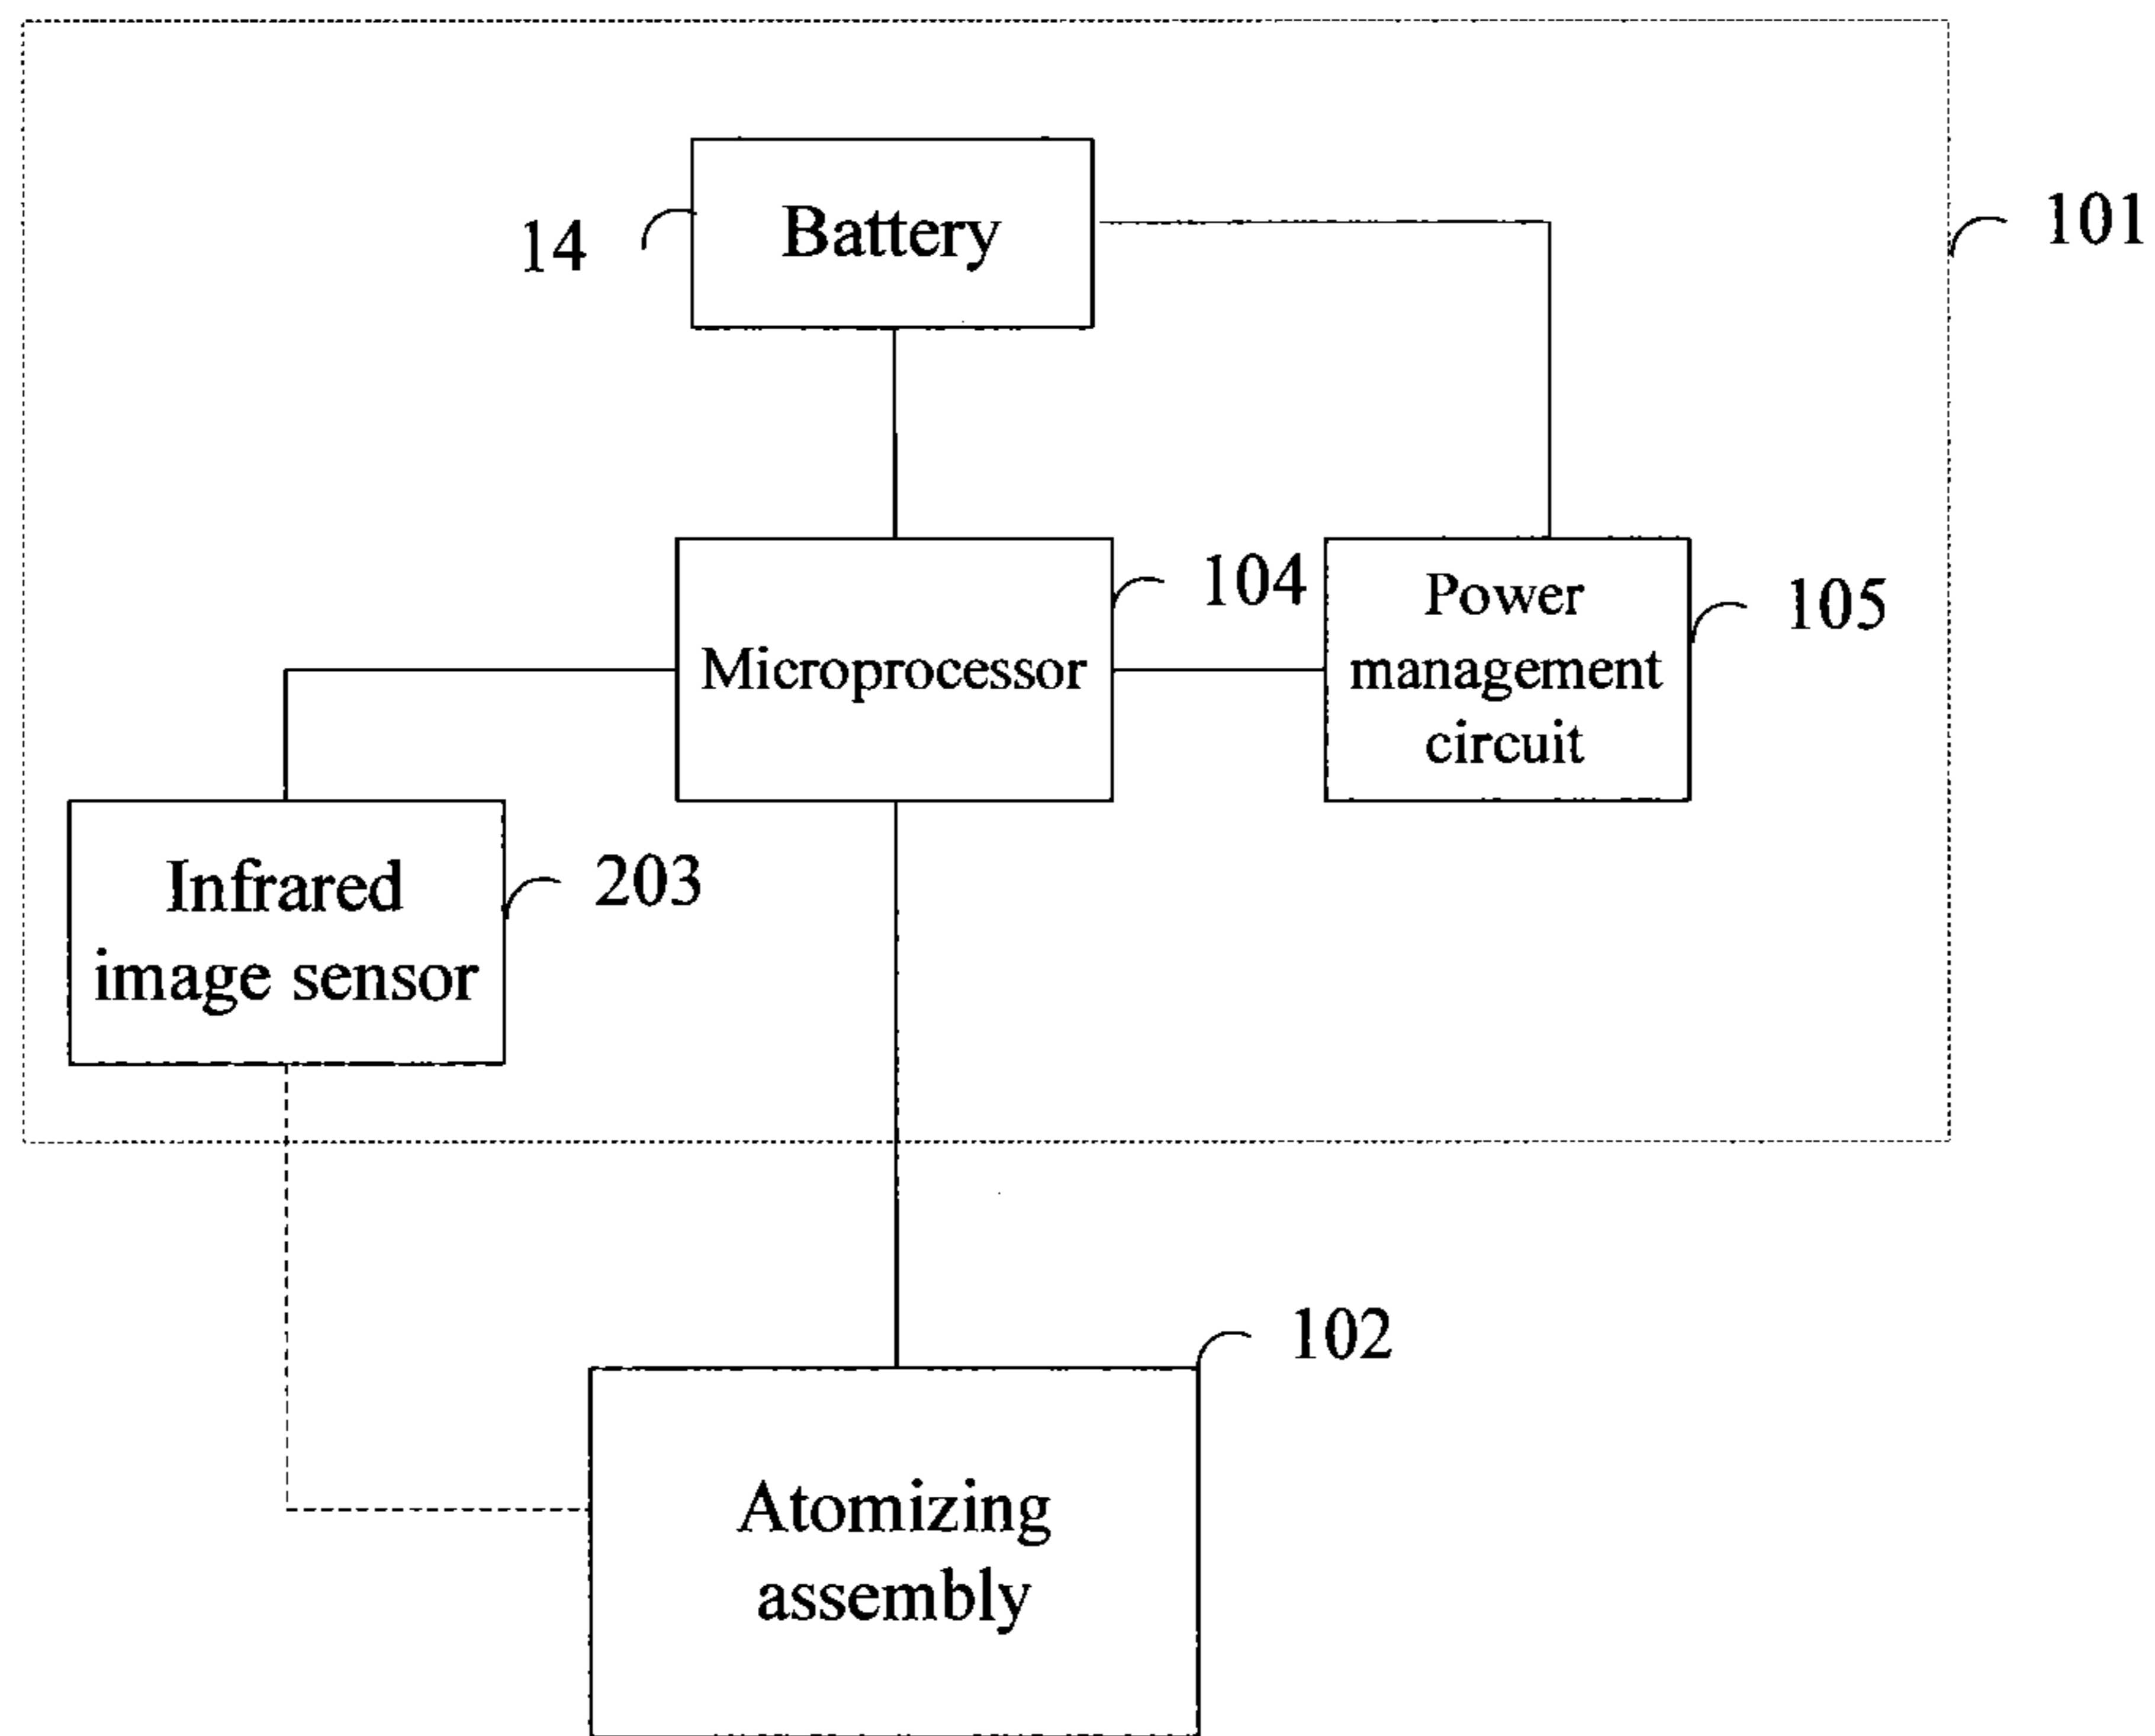 14
Battery
101
Microprocessor
104
Power
management
circuit
105
Infrared
image sensor
203
102
Atomizing
assembly